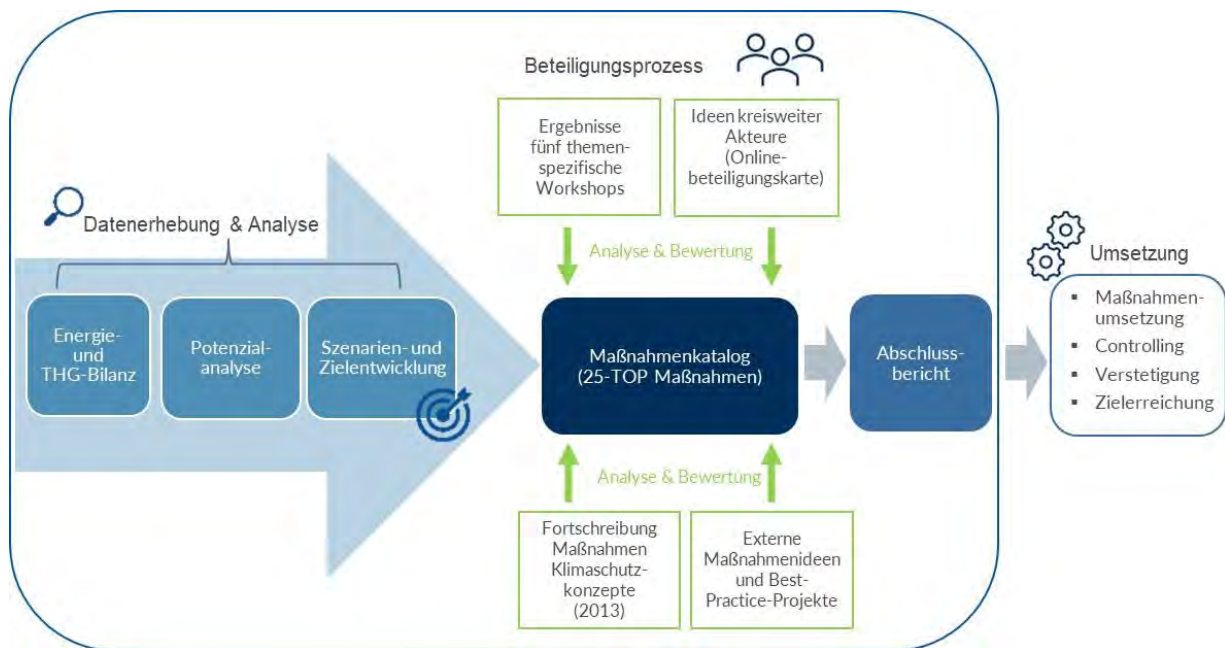 Beteiligungsprozess
Ergebnisse
fünf themen-
spezifische
Workshops
Ideen kreisweiter
Akteure
(Online-
beteiligungskarte)
Analyse & Bewertung
Datenerhebung & Analyse
Energie-
und
THG-Bilanz
Potenzial-
analyse
Szenarien- und
Zielentwicklung
Maßnahmenkatalog
(25-TOP Maßnahmen)
Abschluss-
bericht
Umsetzung
▪ Maßnahmen-
umsetzung
▪ Controlling
▪ Verstetigung
▪ Zielerreichung
Analyse & Bewertung
Fortschreibung
Maßnahmen
Klimaschutz-
konzepte
(2013)
Externe
Maßnahmenideen
und Best-
Practice-Projekte